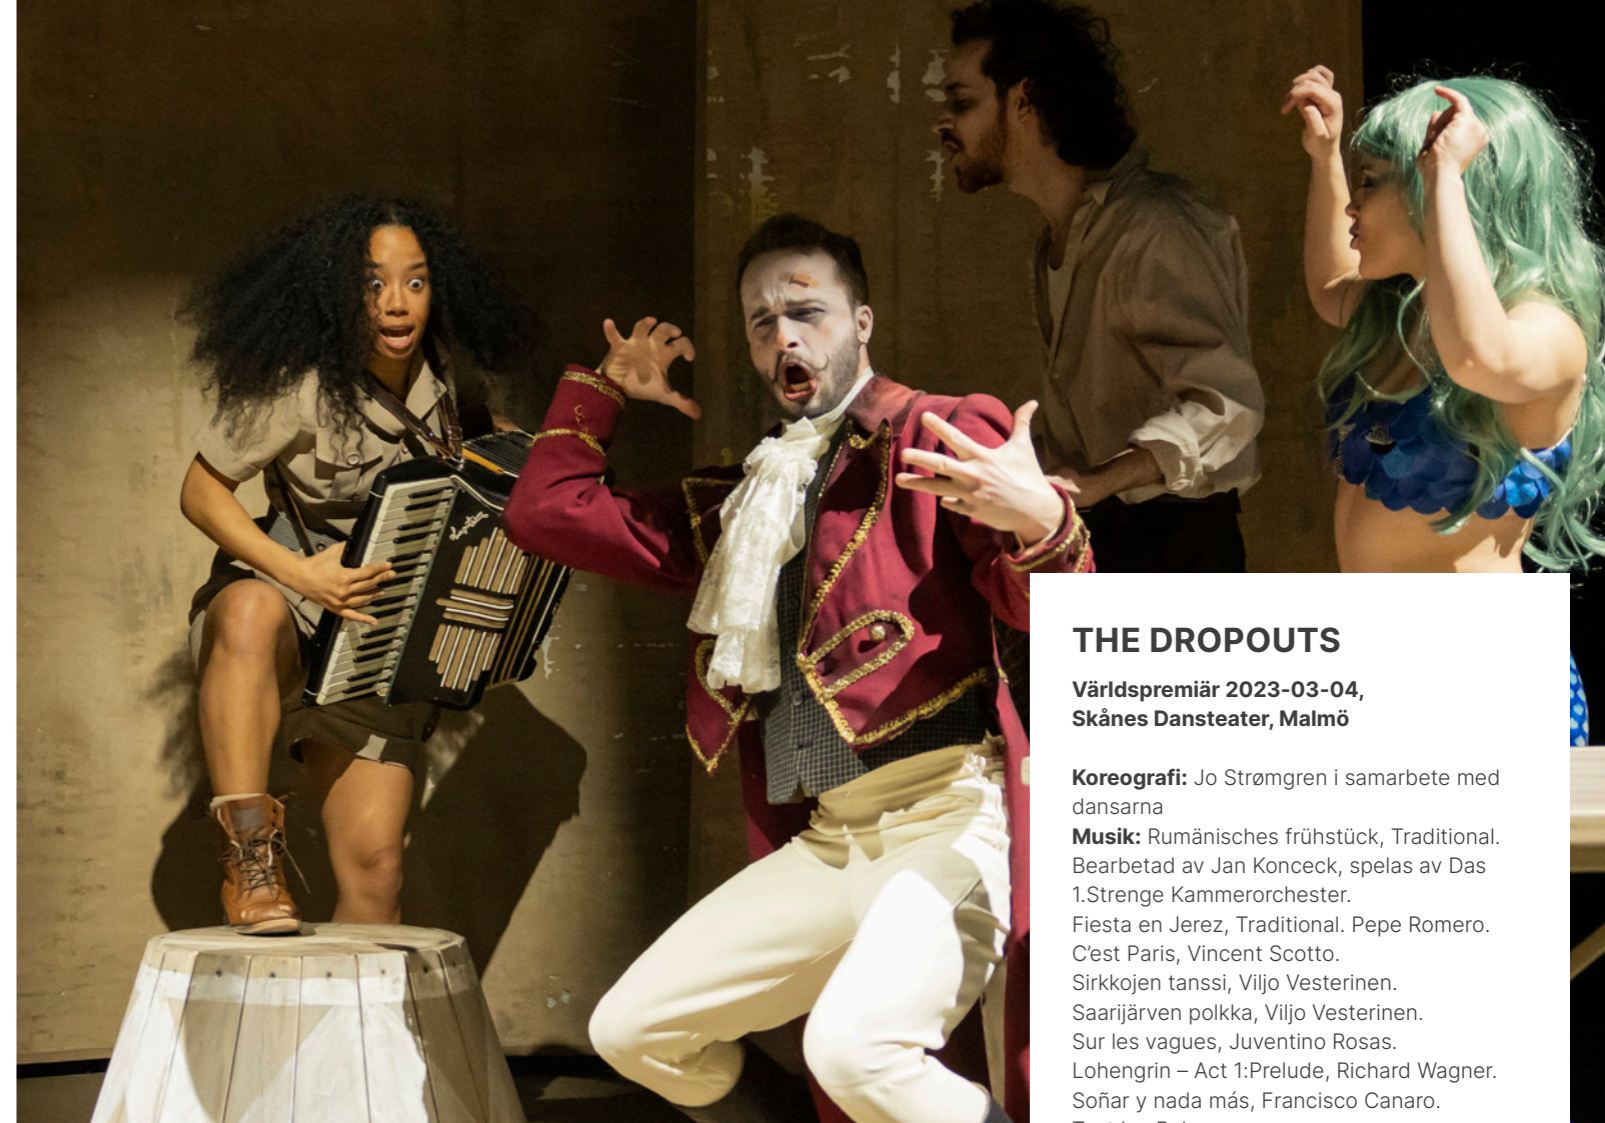 THE DROPOUTS
Världspremiär 2023-03-04,
Skånes Dansteater, Malmö
Koreografi: Jo Strømgren i samarbete med
dansarna
Musik: Rumänisches frühstück, Traditional.
Bearbetad av Jan Konceck, spelas av Das
1.Strenge Kammerorchester.
Fiesta en Jerez, Traditional. Pepe Romero.
C’est Paris, Vincent Scotto.
Sirkkojen tanssi, Viljo Vesterinen.
Saarijärven polkka, Viljo Vesterinen.
Sur les vagues, Juventino Rosas.
Lohengrin – Act 1:Prelude, Richard Wagner.
Soñar y nada más, Francisco Canaro.